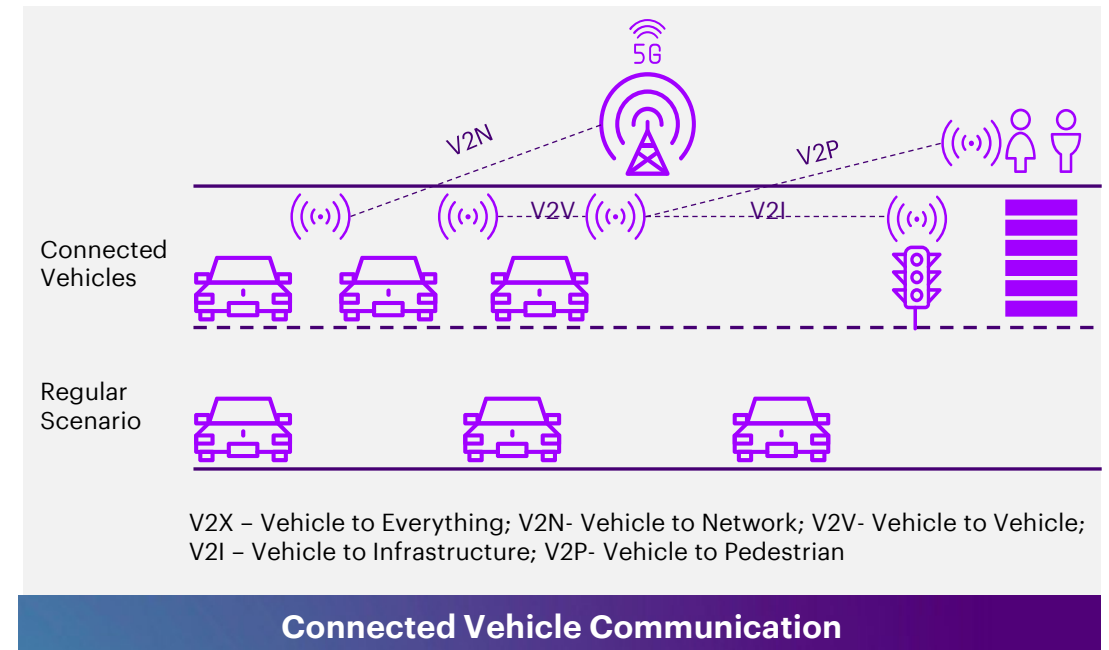 5G
V2N
V2P
V2V
V2I
Connected
Vehicles
Regular
Scenario
V2X – Vehicle to Everything; V2N- Vehicle to Network; V2V- Vehicle to Vehicle;
V2I – Vehicle to Infrastructure; V2P- Vehicle to Pedestrian
Connected Vehicle Communication